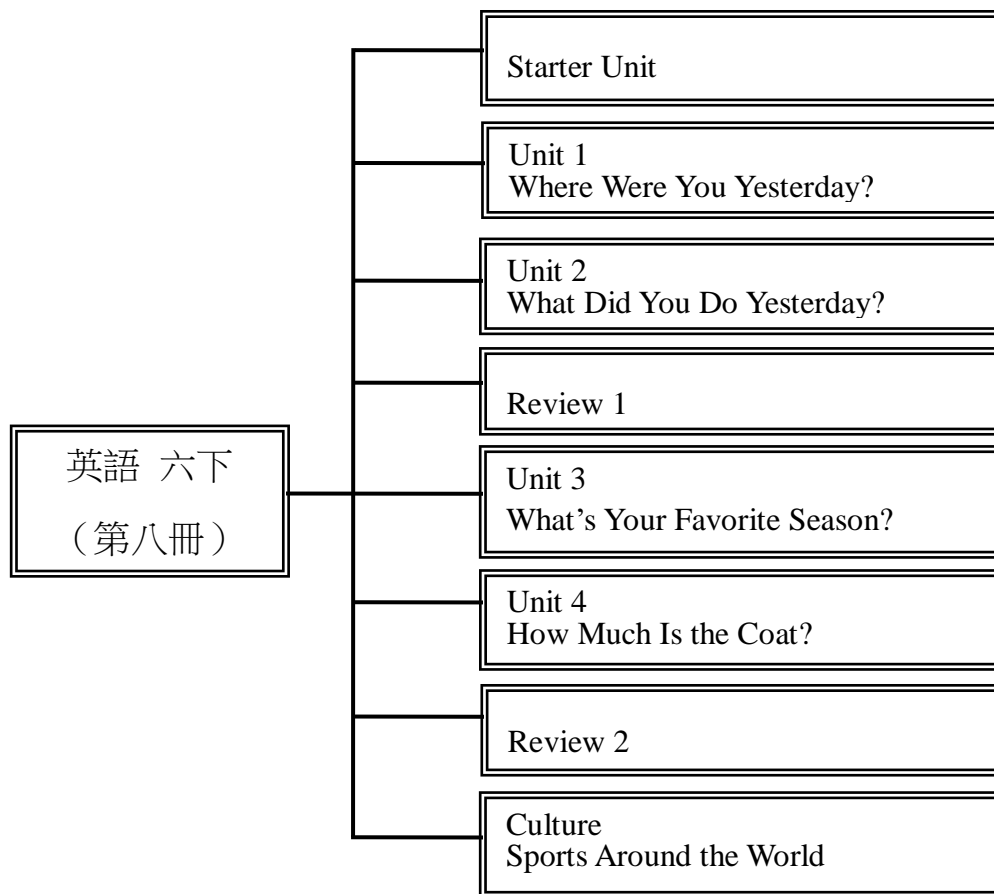 英語 六下
（第八冊）
Starter Unit
Unit 1
Where Were You Yesterday?
Unit 2
What Did You Do Yesterday?
Review 1
Unit 3
What’s Your Favorite Season?
Unit 4
How Much Is the Coat?
Review 2
Culture
Sports Around the World